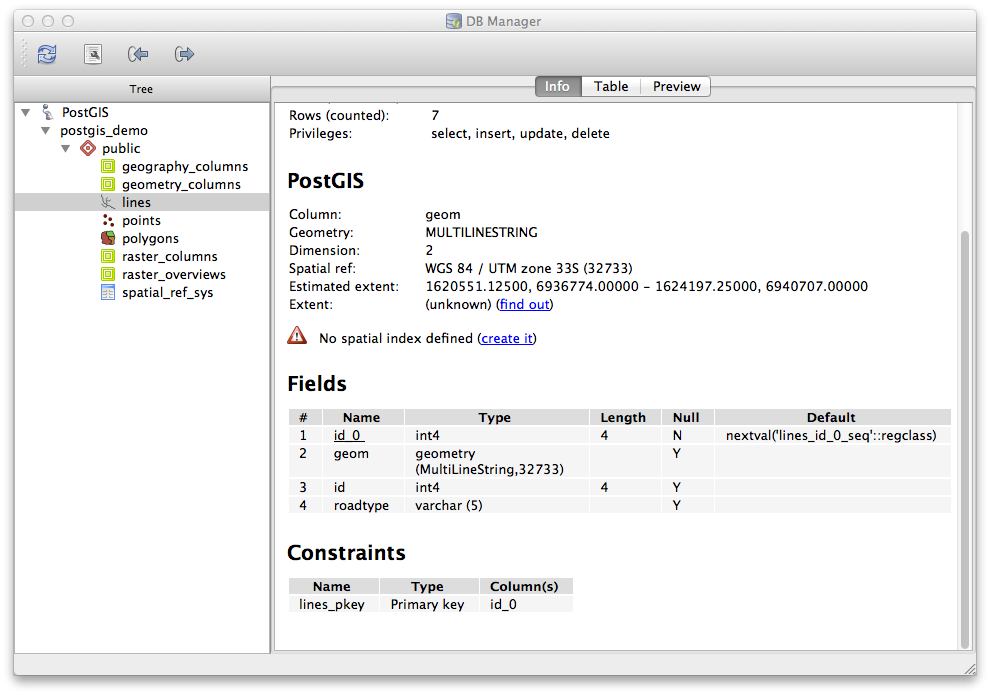 DB Manager
Tree
Info Table Preview
PostGIS
postgis_demo
public
geography_columns
geometry_columns
lines
points
polygons
raster_columns
raster_overviews
spatial_ref_sys
Rows (counted): 7
Privileges: select, insert, update, delete
PostGIS
Column: geom
Geometry: MULTILINESTRING
Dimension: 2
Spatial ref: WGS 84 / UTM zone 33S (32733)
Estimated extent: 1620551.12500, 6936774.00000 - 1624197.25000, 6940707.00000
Extent: (unknown) (find out)
No spatial index defined (create it)
Fields
# Name Type Length Null Default
1 id_0 int4 4 N nextval('lines_id_0_seq'::regclass)
2 geom geometry Y
(MultiLineString,32733)
3 id int4 4 Y
4 roadtype varchar (5) Y
Constraints
Name Type Column(s)
lines_pkey Primary key id_0